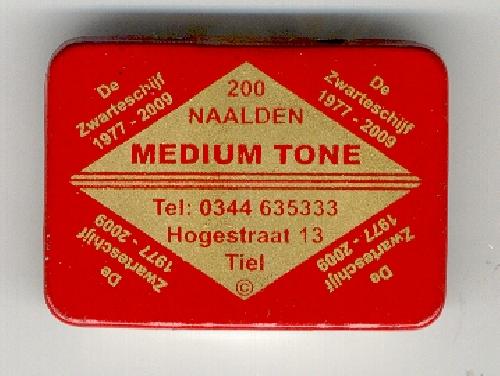 De
Zwarteschijf
1977 - 2009
De
Zwarteschijf
1977 - 2009
200
NAALDEN
MEDIUM TONE
Tel: 0344 635333
Hogestraat 13
Tiel
©
De
Zwarteschijf
1977 - 2009
De
Zwarteschijf
1977 - 2009